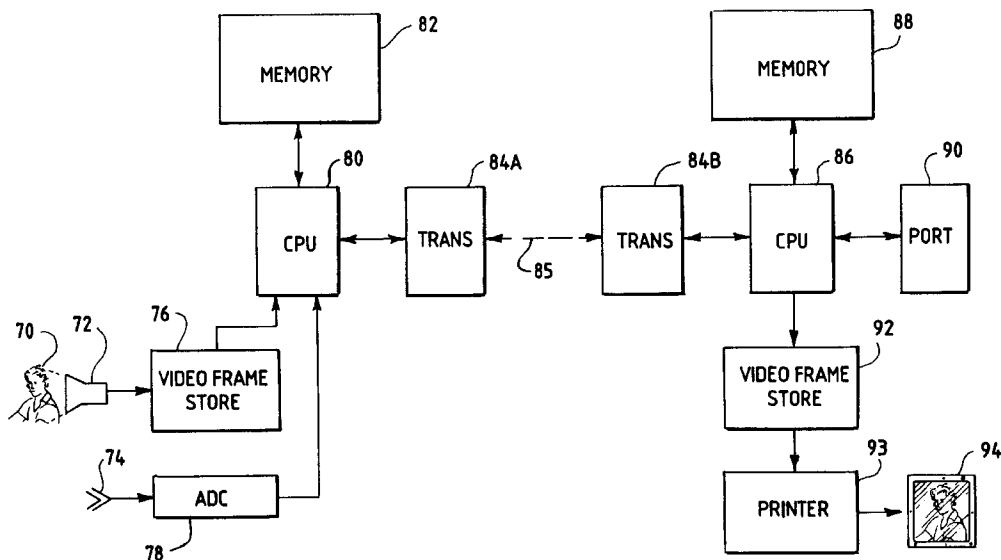 82
MEMORY
88
MEMORY
80
CPU
84A
TRANS
85
84B
TRANS
86
CPU
90
PORT
70
72
76
VIDEO FRAME
STORE
92
VIDEO FRAME
STORE
74
ADC
78
93
PRINTER
94